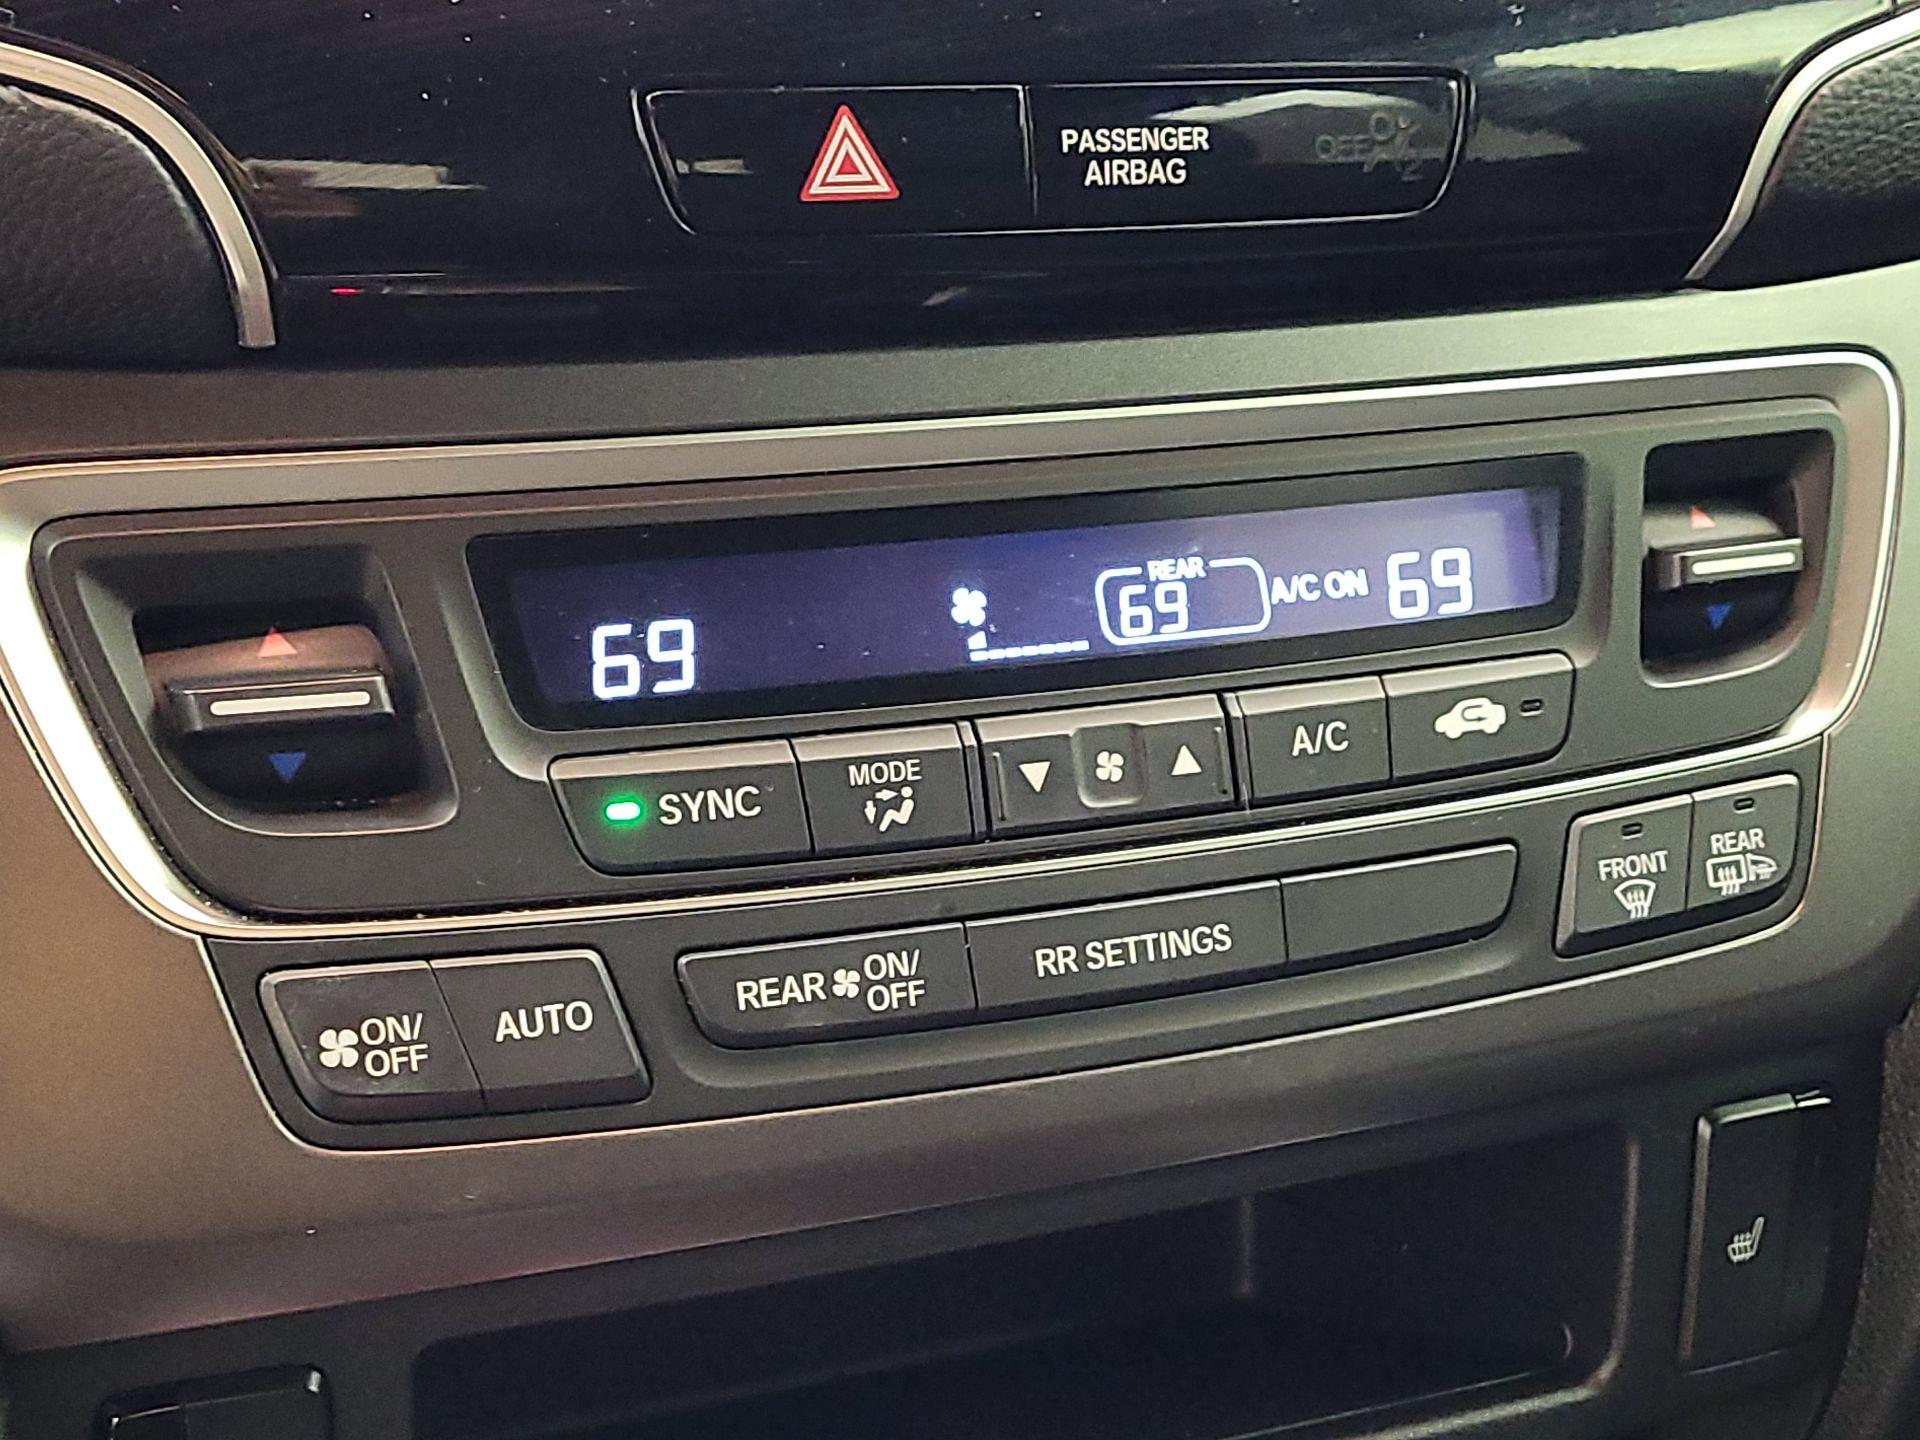 PASSENGER
AIRBAG
OFF
2
REAR
69
69
A/C ON
69
SYNC
MODE
A/C
FRONT
REAR
ON/
OFF
AUTO
REAR
ON/
OFF
RR SETTINGS